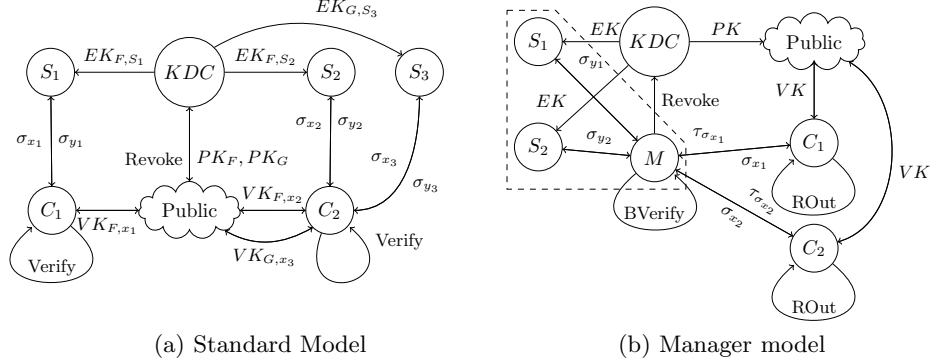 EK_{G,S_3}
S_1
EK_{F,S_1}
KDC
EK_{F,S_2}
S_2
S_3
σ_{x_1}
σ_{y_1}
σ_{x_2}
σ_{y_2}
Revoke
PK_F, PK_G
σ_{x_3}
σ_{y_3}
C_1
VK_{F,x_1}
Public
VK_{F,x_2}
C_2
VK_{G,x_3}
Verify
Verify
(a) Standard Model
S_1
EK
KDC
PK
Public
σ_{y_1}
EK
Revoke
VK
S_2
σ_{y_2}
M
τ_{σ_{x_1}}
σ_{x_1}
C_1
VK
BVerify
ROut
τ_{σ_{x_2}}
σ_{x_2}
C_2
ROut
(b) Manager model